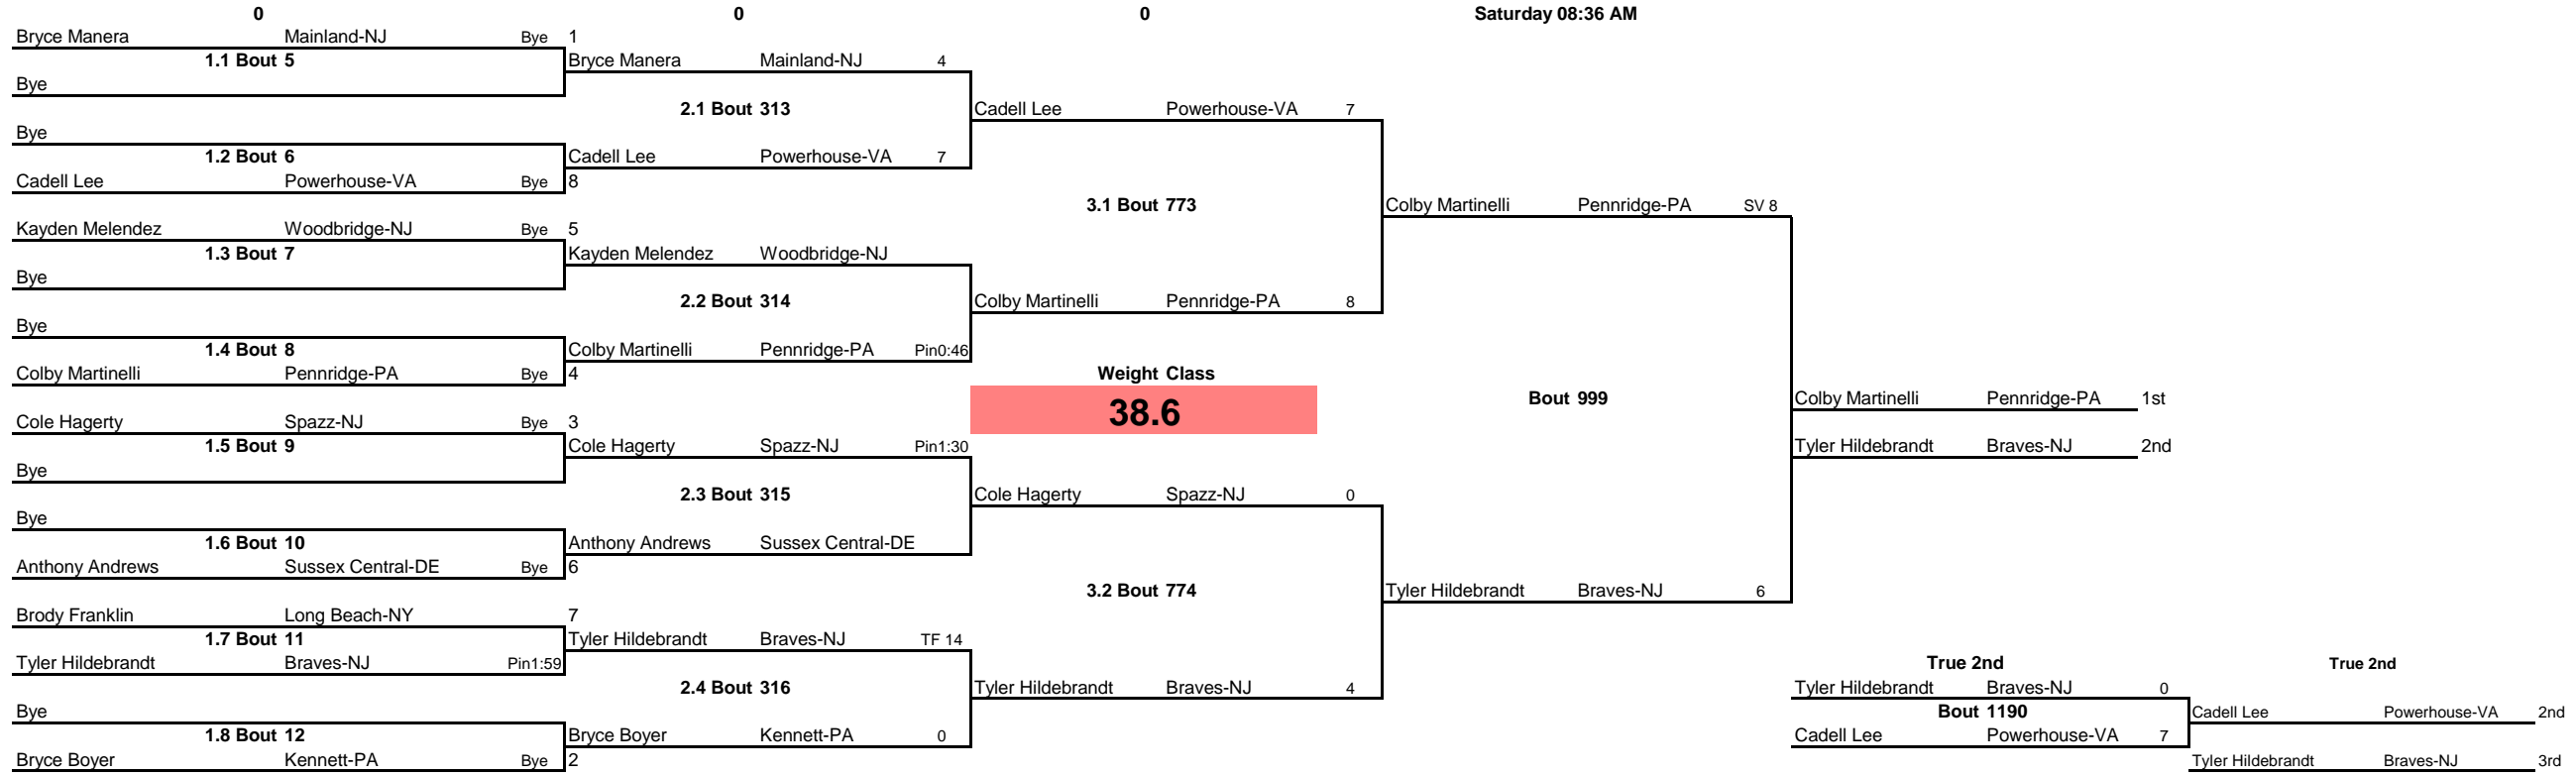 0 0 0 Saturday 08:36 AM
Bryce Manera Mainland-NJ Bye 1
1.1 Bout 5 Bryce Manera Mainland-NJ 4
Bye
2.1 Bout 313 Cadell Lee Powerhouse-VA 7
Bye
1.2 Bout 6 Cadell Lee Powerhouse-VA 7
Cadell Lee Powerhouse-VA Bye 8
3.1 Bout 773 Colby Martinelli Pennridge-PA SV 8
Kayden Melendez Woodbridge-NJ Bye 5
1.3 Bout 7 Kayden Melendez Woodbridge-NJ
Bye
2.2 Bout 314 Colby Martinelli Pennridge-PA 8
Bye
1.4 Bout 8 Colby Martinelli Pennridge-PA Pin0:46
Colby Martinelli Pennridge-PA Bye 4 Weight Class
Bout 999 Colby Martinelli Pennridge-PA 1st
38.6
Cole Hagerty Spazz-NJ Bye 3
1.5 Bout 9 Cole Hagerty Spazz-NJ Pin1:30 Tyler Hildebrandt Braves-NJ 2nd
Bye
2.3 Bout 315 Cole Hagerty Spazz-NJ 0
Bye
1.6 Bout 10 Anthony Andrews Sussex Central-DE
Anthony Andrews Sussex Central-DE Bye 6
3.2 Bout 774 Tyler Hildebrandt Braves-NJ 6
Brody Franklin Long Beach-NY 7
1.7 Bout 11 Tyler Hildebrandt Braves-NJ TF 14
Tyler Hildebrandt Braves-NJ Pin1:59 True 2nd True 2nd
2.4 Bout 316 Tyler Hildebrandt Braves-NJ 4 Tyler Hildebrandt Braves-NJ 0
Bye Bout 1190 Cadell Lee Powerhouse-VA 2nd
1.8 Bout 12 Bryce Boyer Kennett-PA 0 Cadell Lee Powerhouse-VA 7
Bryce Boyer Kennett-PA Bye 2 Tyler Hildebrandt Braves-NJ 3rd